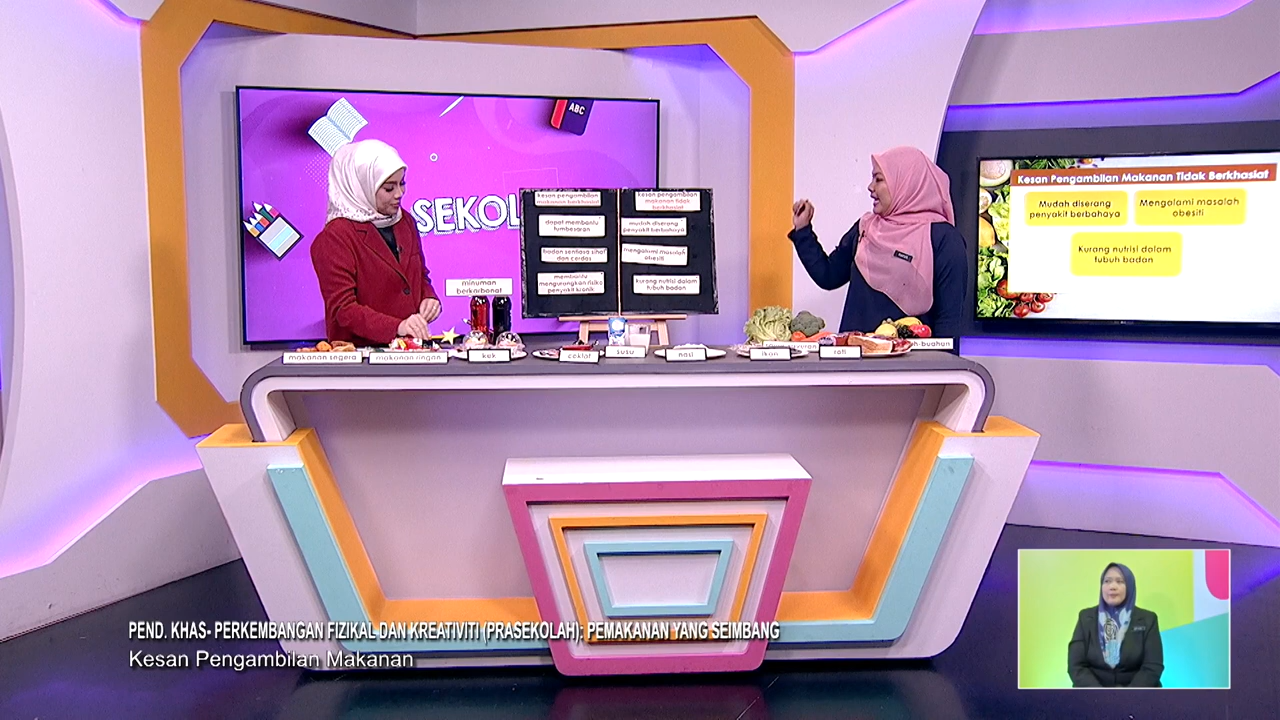 ABC
SEKOL
kesan pengambilan
makanan berkhasiat
dapat membantu
tumbesaran
badan sentiasa sihat
dan cerdas
membantu
mengurangkan risiko
penyakit kronik
kesan pengambilan
makanan tidak
berkhasiat
mudah diserang
penyakit berbahaya
mengalami masalah
obesiti
kurang nutrisi dalam
tubuh badan
Kesan Pengambilan Makanan Tidak Berkhasiat
Mudah diserang
penyakit berbahaya
Mengalami masalah
obesiti
Kurang nutrisi dalam
tubuh badan
minuman
berkarbonat
makanan segera
makanan ringan
kek
coklat
susu
nasi
ikan
roti
PEND. KHAS- PERKEMBANGAN FIZIKAL DAN KREATIVITI (PRASEKOLAH): PEMAKANAN YANG SEIMBANG
Kesan Pengambilan Makanan